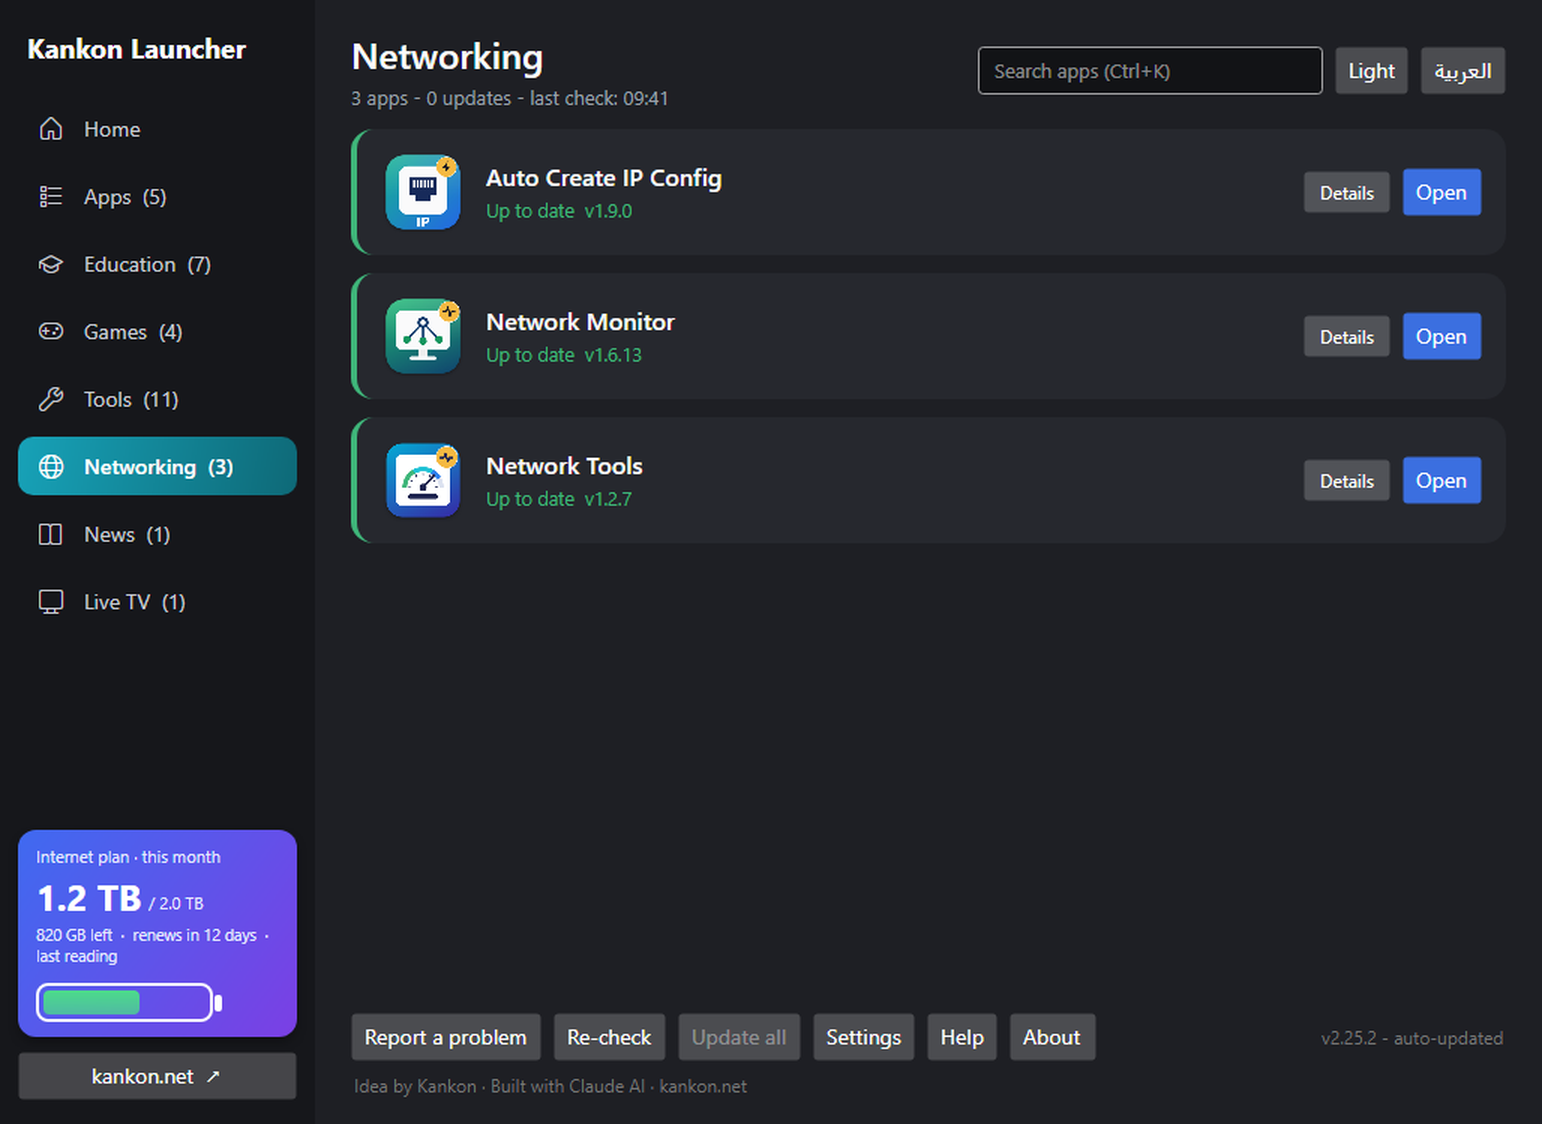 Kankon Launcher
Home
Apps (5)
Education (7)
Games (4)
Tools (11)
Networking (3)
News (1)
Live TV (1)
Internet plan · this month
1.2 TB / 2.0 TB
820 GB left · renews in 12 days ·
last reading
kankon.net ↗
Networking
3 apps - 0 updates - last check: 09:41
Search apps (Ctrl+K)
Light
العربية
IP
Auto Create IP Config
Up to date v1.9.0
Details
Open
Network Monitor
Up to date v1.6.13
Details
Open
Network Tools
Up to date v1.2.7
Details
Open
Report a problem
Re-check
Update all
Settings
Help
About
v2.25.2 - auto-updated
Idea by Kankon · Built with Claude AI · kankon.net